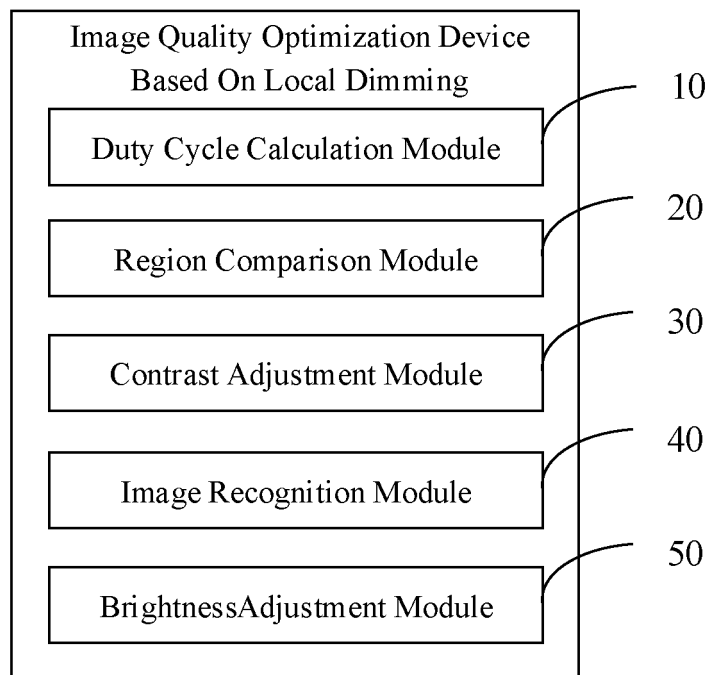 Image Quality Optimization Device
Based On Local Dimming
10
Duty Cycle Calculation Module
20
Region Comparison Module
30
Contrast Adjustment Module
40
Image Recognition Module
50
BrightnessAdjustment Module